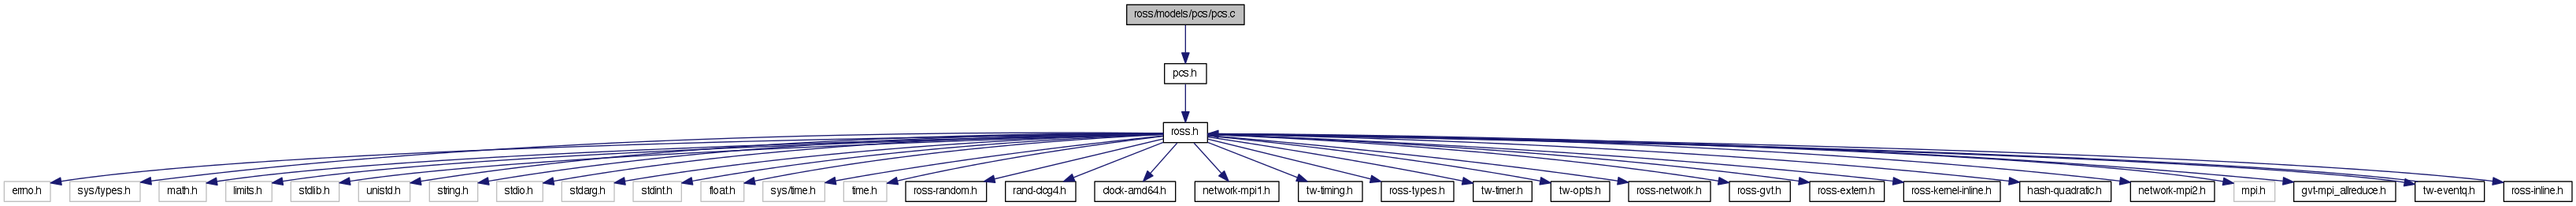 ross/models/pcs/pcs.c
pcs.h
ross.h
errno.h
sys/types.h
math.h
limits.h
stdlib.h
unistd.h
string.h
stdio.h
stdarg.h
stdint.h
float.h
sys/time.h
time.h
ross-random.h
rand-clcg4.h
clock-amd64.h
network-mpi1.h
tw-timing.h
ross-types.h
tw-timer.h
tw-opts.h
ross-network.h
ross-gvt.h
ross-extern.h
ross-kernel-inline.h
hash-quadratic.h
network-mpi2.h
mpi.h
gvt-mpi_allreduce.h
tw-eventq.h
ross-inline.h